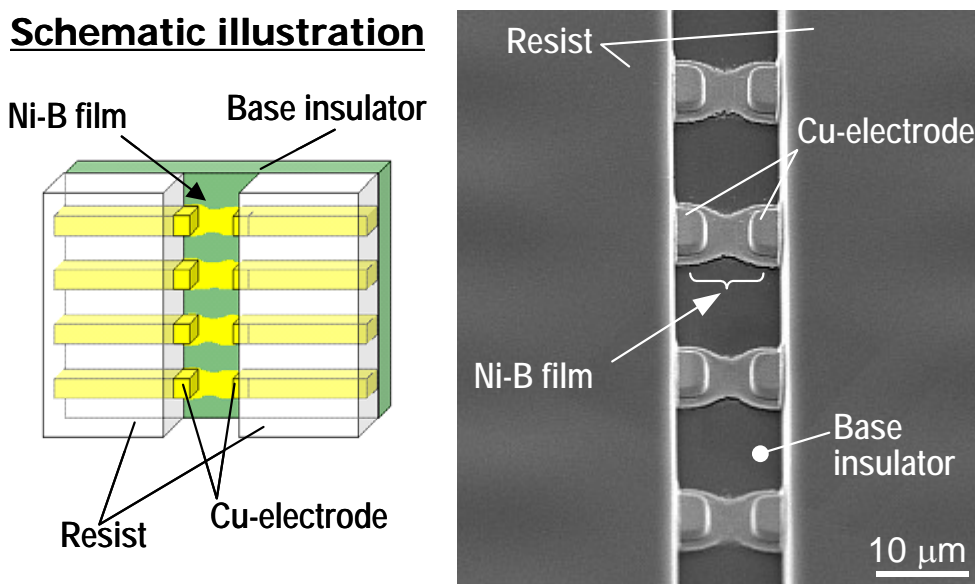 Schematic illustration
Ni-B film
Base insulator
Resist
Cu-electrode
Resist
Cu-electrode
Ni-B film
Base
insulator
10 μm